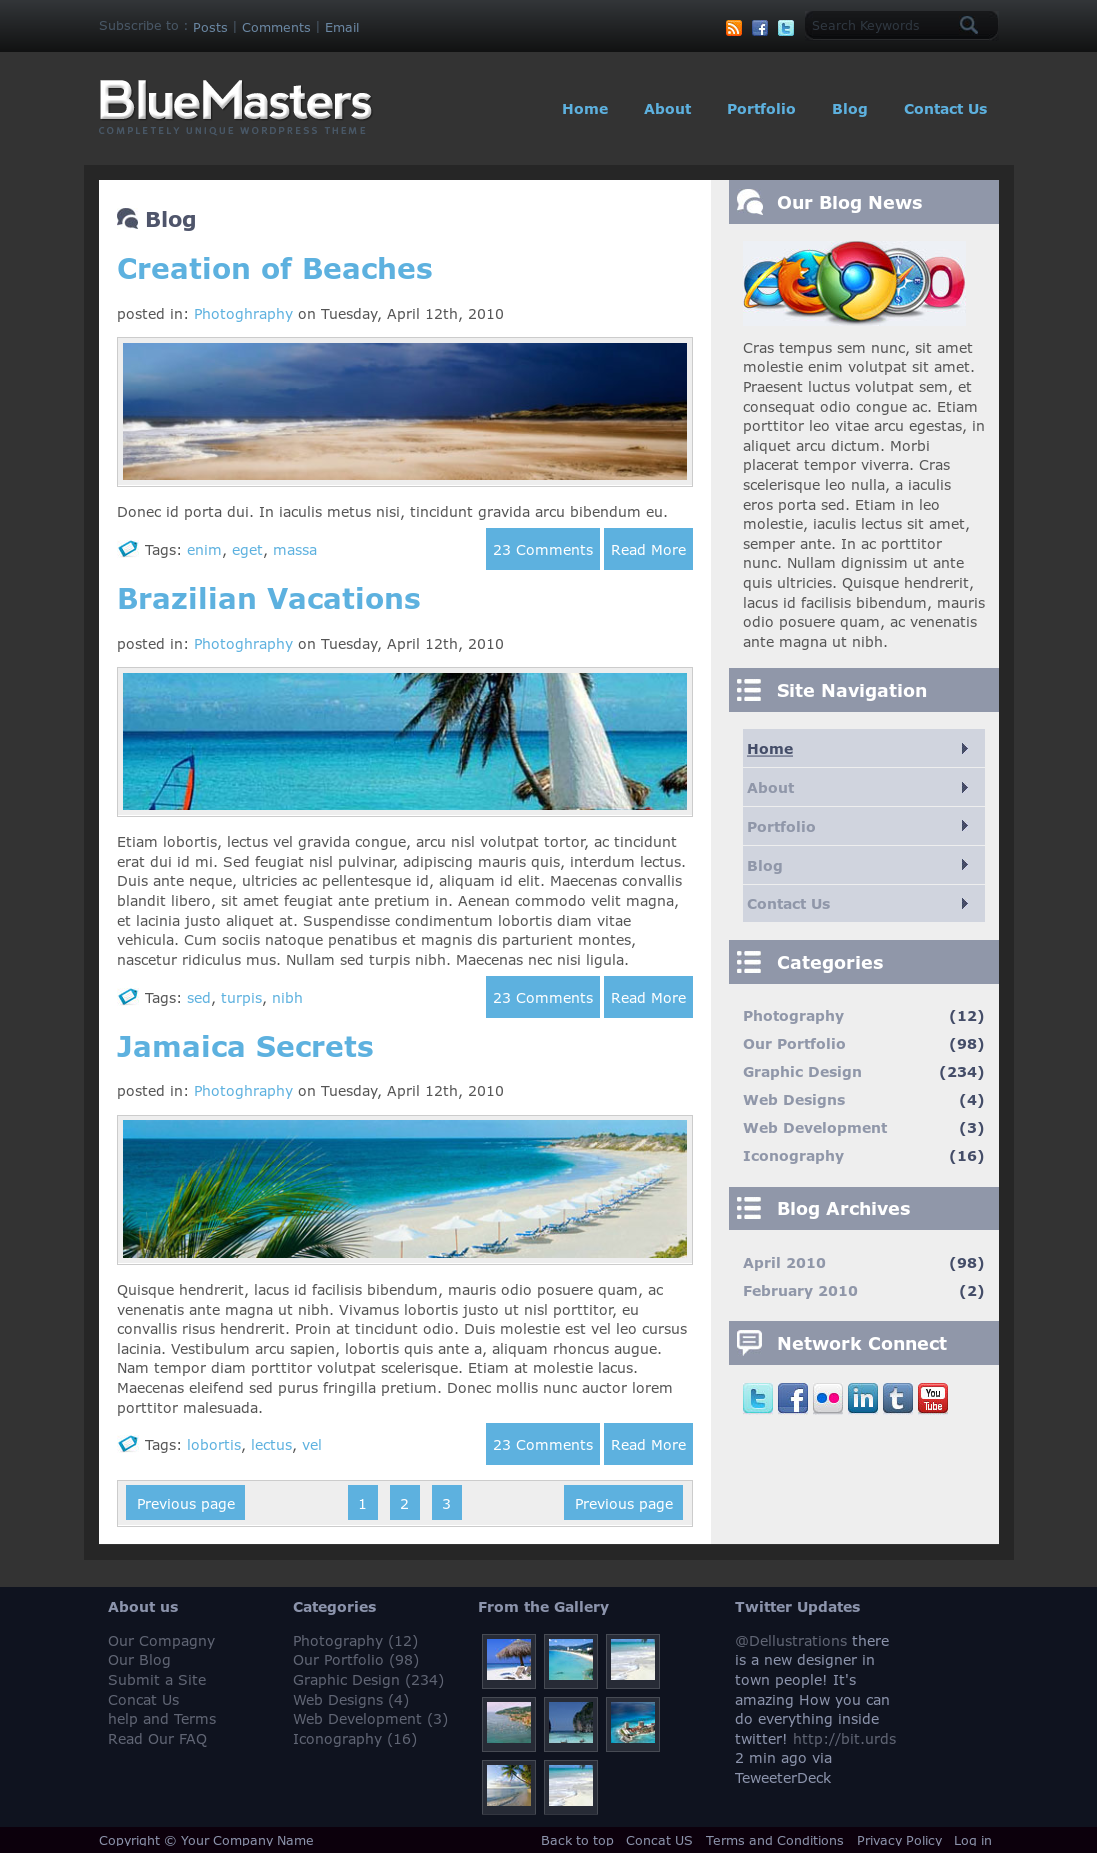 Subscribe to : Posts | Comments | Email
Search Keywords
BlueMasters
COMPLETELY UNIQUE WORDPRESS THEME
Home About Portfolio Blog Contact Us
Blog
Creation of Beaches
posted in: Photoghraphy on Tuesday, April 12th, 2010
Donec id porta dui. In iaculis metus nisi, tincidunt gravida arcu bibendum eu.
Tags: enim, eget, massa
23 Comments Read More
Brazilian Vacations
posted in: Photoghraphy on Tuesday, April 12th, 2010
Etiam lobortis, lectus vel gravida congue, arcu nisl volutpat tortor, ac tincidunt
erat dui id mi. Sed feugiat nisl pulvinar, adipiscing mauris quis, interdum lectus.
Duis ante neque, ultricies ac pellentesque id, aliquam id elit. Maecenas convallis
blandit libero, sit amet feugiat ante pretium in. Aenean commodo velit magna,
et lacinia justo aliquet at. Suspendisse condimentum lobortis diam vitae
vehicula. Cum sociis natoque penatibus et magnis dis parturient montes,
nascetur ridiculus mus. Nullam sed turpis nibh. Maecenas nec nisi ligula.
Tags: sed, turpis, nibh
23 Comments Read More
Jamaica Secrets
posted in: Photoghraphy on Tuesday, April 12th, 2010
Quisque hendrerit, lacus id facilisis bibendum, mauris odio posuere quam, ac
venenatis ante magna ut nibh. Vivamus lobortis justo ut nisl porttitor, eu
convallis risus hendrerit. Proin at tincidunt odio. Duis molestie est vel leo cursus
lacinia. Vestibulum arcu sapien, lobortis quis ante a, aliquam rhoncus augue.
Nam tempor diam porttitor volutpat scelerisque. Etiam at molestie lacus.
Maecenas eleifend sed purus fringilla pretium. Donec mollis nunc auctor lorem
porttitor malesuada.
Tags: lobortis, lectus, vel
23 Comments Read More
Previous page 1 2 3 Previous page
Our Blog News
Cras tempus sem nunc, sit amet
molestie enim volutpat sit amet.
Praesent luctus volutpat sem, et
consequat odio congue ac. Etiam
porttitor leo vitae arcu egestas, in
aliquet arcu dictum. Morbi
placerat tempor viverra. Cras
scelerisque leo nulla, a iaculis
eros porta sed. Etiam in leo
molestie, iaculis lectus sit amet,
semper ante. In ac porttitor
nunc. Nullam dignissim ut ante
quis ultricies. Quisque hendrerit,
lacus id facilisis bibendum, mauris
odio posuere quam, ac venenatis
ante magna ut nibh.
Site Navigation
Home
About
Portfolio
Blog
Contact Us
Categories
Photography (12)
Our Portfolio (98)
Graphic Design (234)
Web Designs (4)
Web Development (3)
Iconography (16)
Blog Archives
April 2010 (98)
February 2010 (2)
Network Connect
t f in t You Tube
About us
Our Compagny
Our Blog
Submit a Site
Concat Us
help and Terms
Read Our FAQ
Categories
Photography (12)
Our Portfolio (98)
Graphic Design (234)
Web Designs (4)
Web Development (3)
Iconography (16)
From the Gallery
Twitter Updates
@Dellustrations there
is a new designer in
town people! It's
amazing How you can
do everything inside
twitter! http://bit.urds
2 min ago via
TeweeterDeck
Copyright © Your Company Name
Back to top Concat US Terms and Conditions Privacy Policy Log in